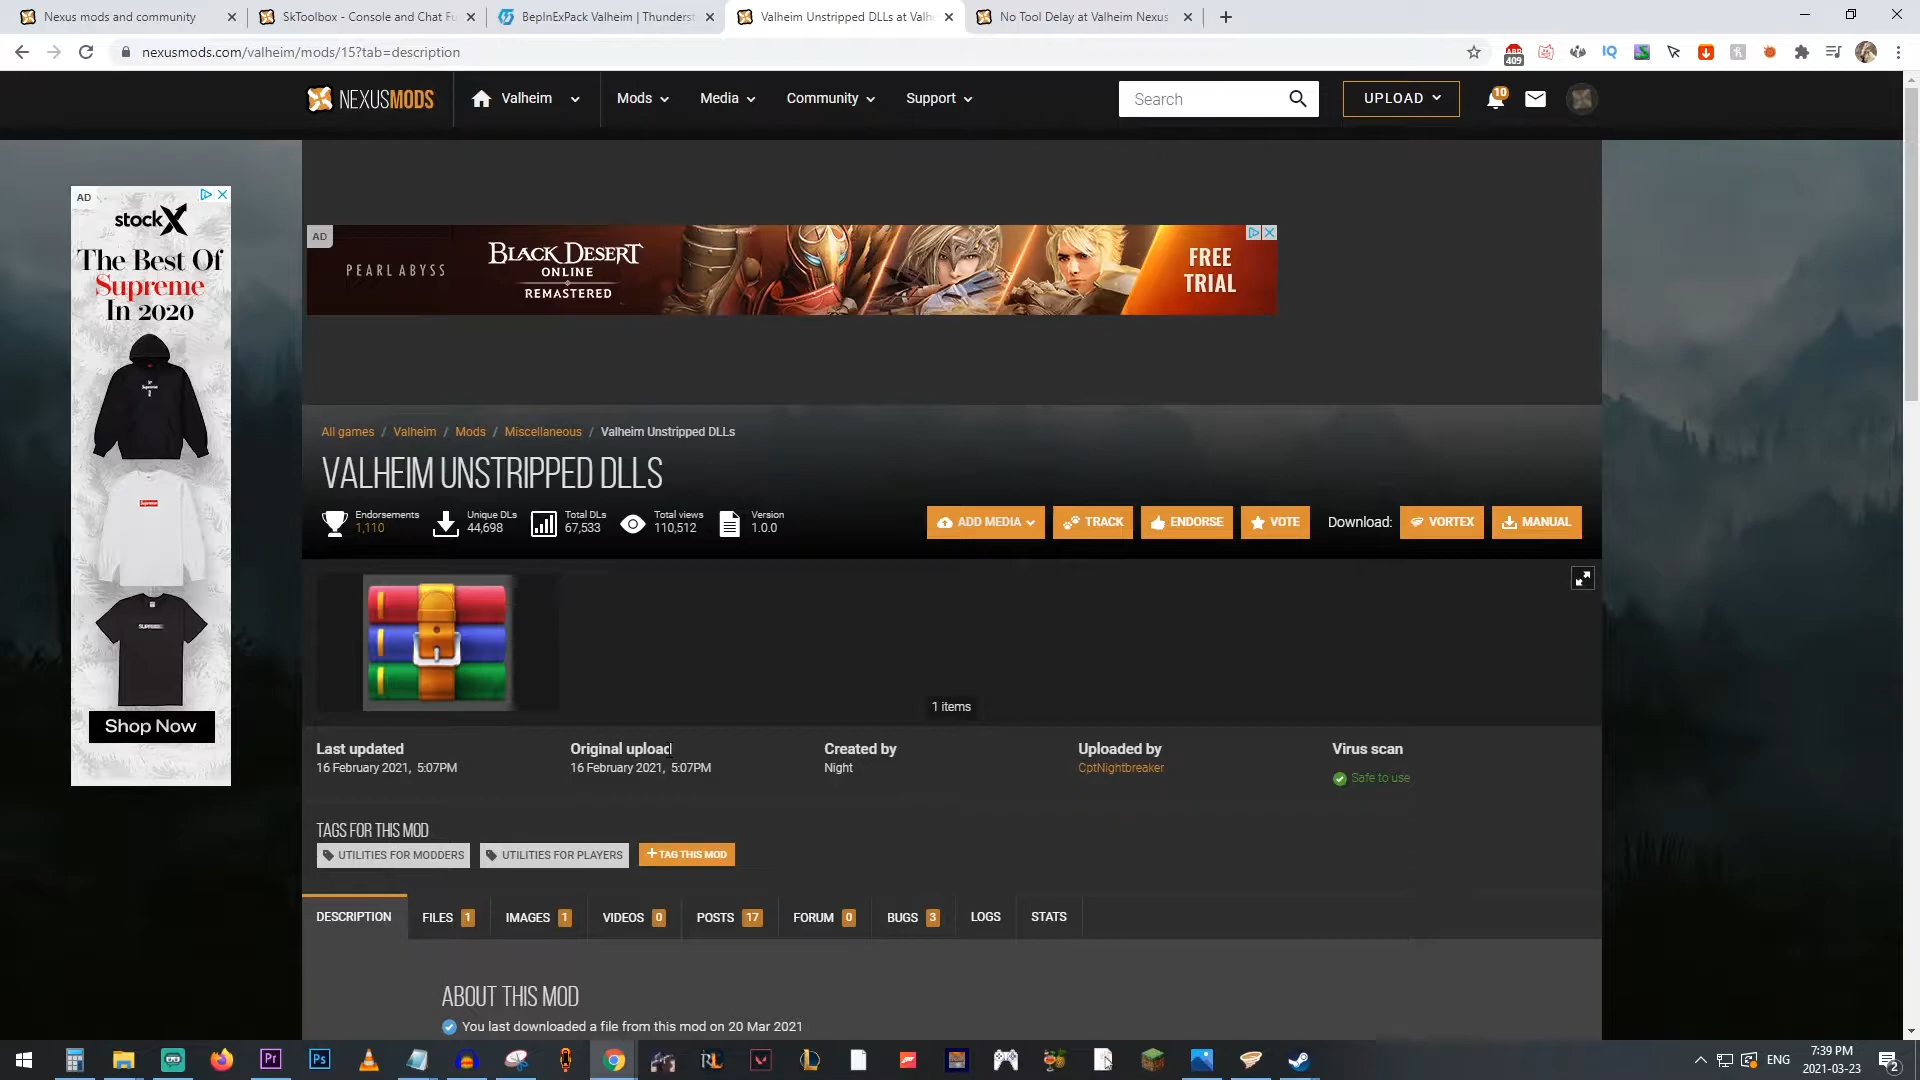 Nexus mods and community
SkToolbox - Console and Chat Fu
BepInExPack Valheim | Thunderst
Valheim Unstripped DLLs at Valh
No Tool Delay at Valheim Nexus
nexusmods.com/valheim/mods/15?tab=description
409
NEXUSMODS
Valheim
Mods
Media
Community
Support
Search
UPLOAD
10
AD
stockX
The Best Of
Supreme
In 2020
Shop Now
AD
PEARL ABYSS
BLACK DESERT
ONLINE
REMASTERED
FREE
TRIAL
All games / Valheim / Mods / Miscellaneous / Valheim Unstripped DLLs
VALHEIM UNSTRIPPED DLLS
Endorsements
1,110
Unique DLs
44,698
Total DLs
67,533
Total views
110,512
Version
1.0.0
ADD MEDIA
TRACK
ENDORSE
VOTE
Download:
VORTEX
MANUAL
1 items
Last updated
16 February 2021, 5:07PM
Original upload
16 February 2021, 5:07PM
Created by
Night
Uploaded by
CptNightbreaker
Virus scan
Safe to use
TAGS FOR THIS MOD
UTILITIES FOR MODDERS
UTILITIES FOR PLAYERS
+ TAG THIS MOD
DESCRIPTION
FILES 1
IMAGES 1
VIDEOS 0
POSTS 17
FORUM 0
BUGS 3
LOGS
STATS
ABOUT THIS MOD
You last downloaded a file from this mod on 20 Mar 2021
Pr
Ps
RL
ENG
7:39 PM
2021-03-23
2